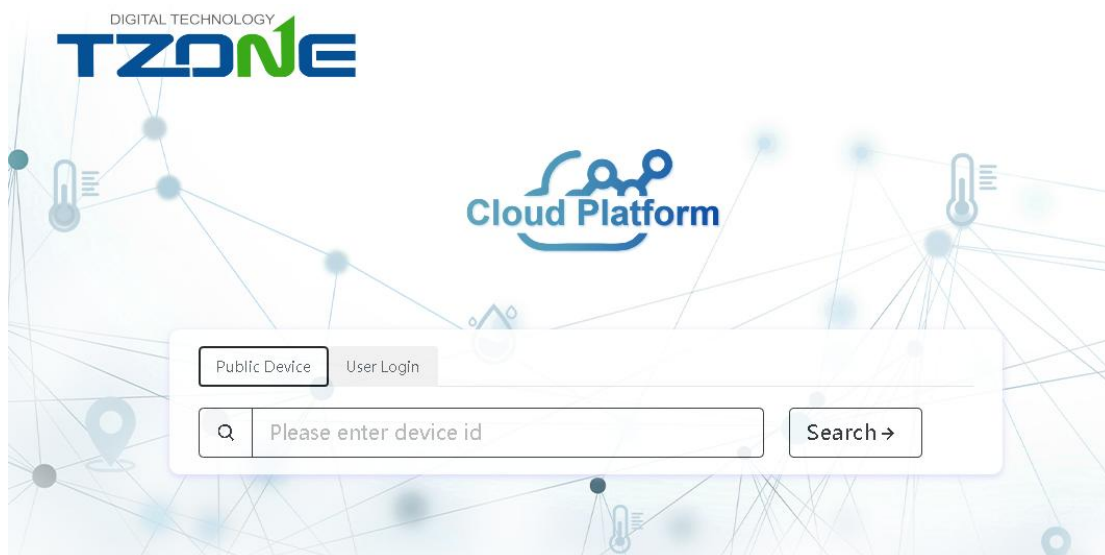 DIGITAL TECHNOLOGY
TZONE
Cloud Platform
Public Device
User Login
Please enter device id
Search→